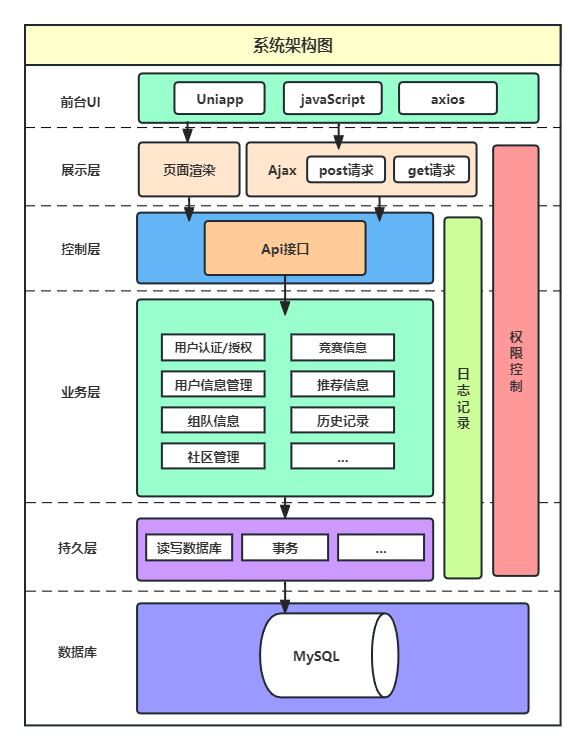 系统架构图
前台UI
Uniapp
javaScript
axios
展示层
页面渲染
Ajax
post请求
get请求
控制层
Api接口
业务层
用户认证/授权
竞赛信息
用户信息管理
推荐信息
组队信息
历史记录
社区管理
...
日志记录
权限控制
持久层
读写数据库
事务
...
数据库
MySQL